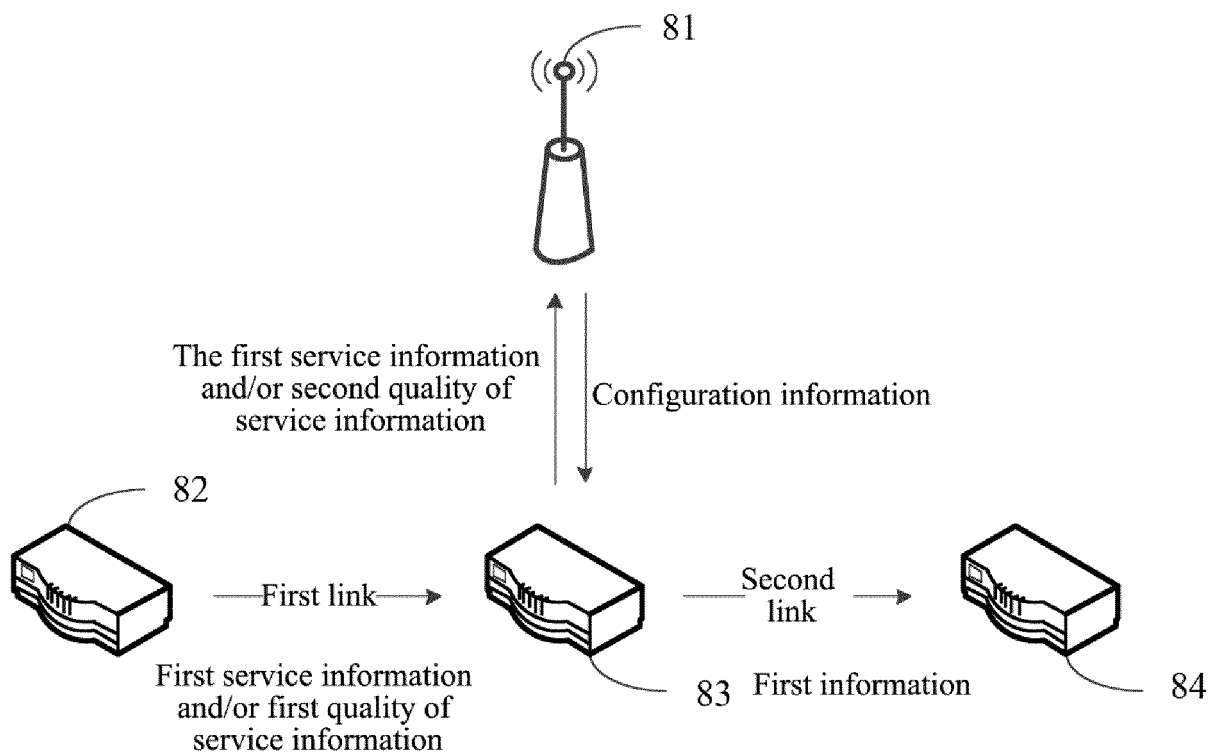 81
The first service information
and/or second quality of
service information
Configuration information
82
First link
Second
link
First service information
and/or first quality of
service information
83
First information
84